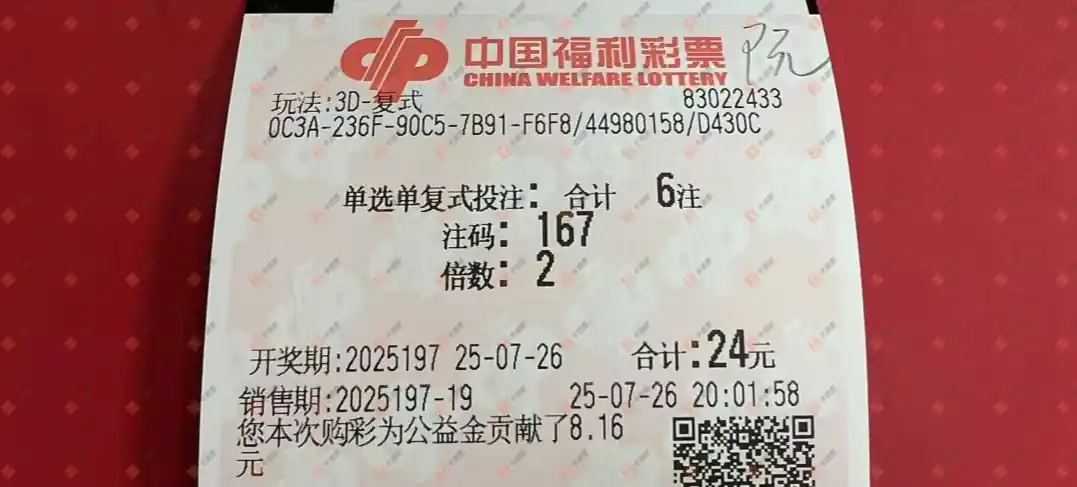 中国福利彩票
CHINA WELFARE LOTTERY
玩法:3D-复式 83022433
0C3A-236F-90C5-7B91-F6F8/44980158/D430C
单选单复式投注: 合计 6注
注码: 167
倍数: 2
开奖期:2025197 25-07-26 合计:24元
销售期:2025197-19 25-07-26 20:01:58
您本次购彩为公益金贡献了8.16
元